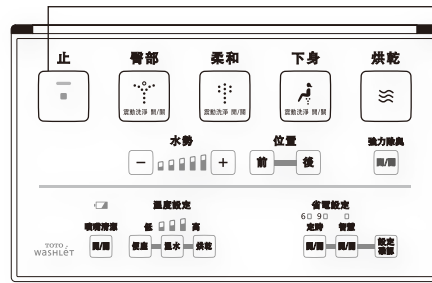 止 臀部 柔和 下身 烘乾
震動洗淨 開/關 震動洗淨 開/關 震動洗淨 開/關
水勢 位置 強力除臭
− + 前 後 開/關
溫度設定 省電設定
6 9
噴嘴清潔 低 高 定時 智慧
開/關 便座 溫水 烘乾 開/關 開/關 設定
確認
TOTO
WASHLET